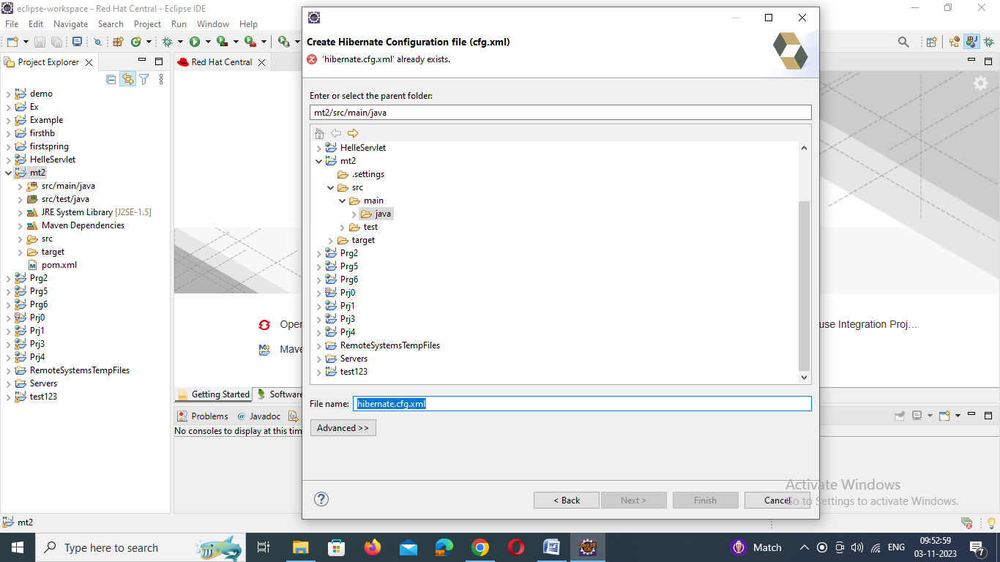 eclipse-workspace - Red Hat Central - Eclipse IDE
File Edit Navigate Search Project Run Window Help
Project Explorer
Red Hat Central
demo
Ex
Example
firsthb
firstspring
HelleServlet
mt2
src/main/java
src/test/java
JRE System Library [J2SE-1.5]
Maven Dependencies
src
target
pom.xml
Prg2
Prg5
Prg6
Prj0
Prj1
Prj3
Prj4
RemoteSystemsTempFiles
Servers
test123
Open
Mave
use Integration Proj...
Getting Started
Software
Problems @ Javadoc
No consoles to display at this tim
Create Hibernate Configuration file (cfg.xml)
'hibernate.cfg.xml' already exists.
Enter or select the parent folder:
mt2/src/main/java
HelleServlet
mt2
.settings
src
main
java
test
target
Prg2
Prg5
Prg6
Prj0
Prj1
Prj3
Prj4
RemoteSystemsTempFiles
Servers
test123
File name: hibernate.cfg.xml
Advanced >>
< Back
Next >
Finish
Cancel
Activate Windows
Go to Settings to activate Windows.
mt2
Type here to search
Match
ENG
09:52:59
03-11-2023
7